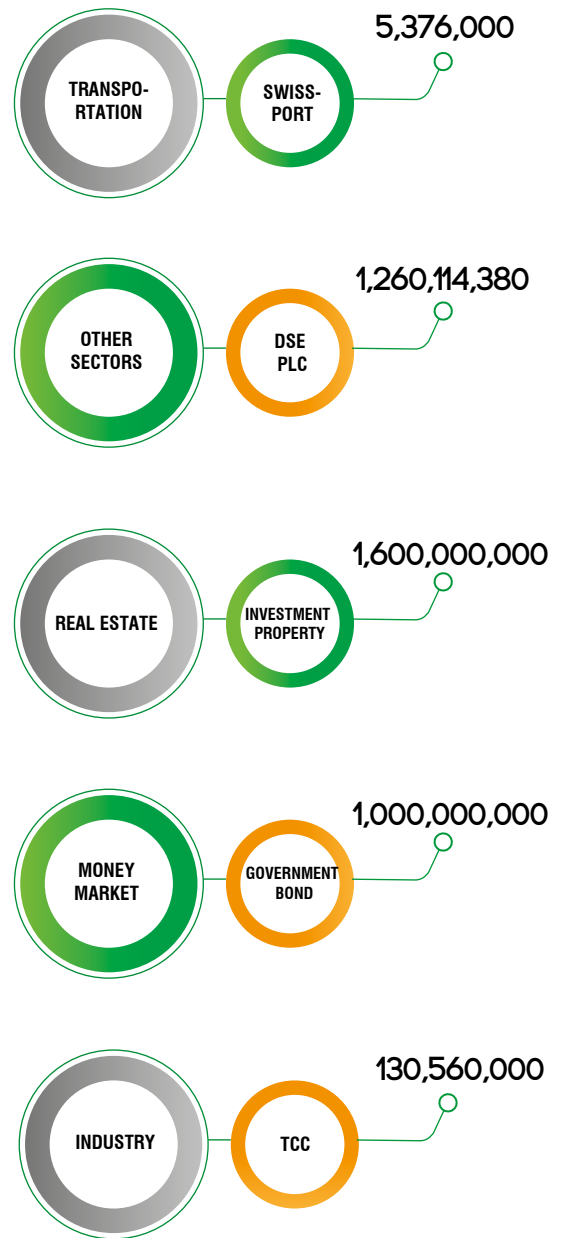 5,376,000
TRANSPO-
RTATION
SWISS-
PORT
1,260,114,380
OTHER
SECTORS
DSE
PLC
1,600,000,000
REAL ESTATE
INVESTMENT
PROPERTY
1,000,000,000
MONEY
MARKET
GOVERNMENT
BOND
130,560,000
INDUSTRY
TCC